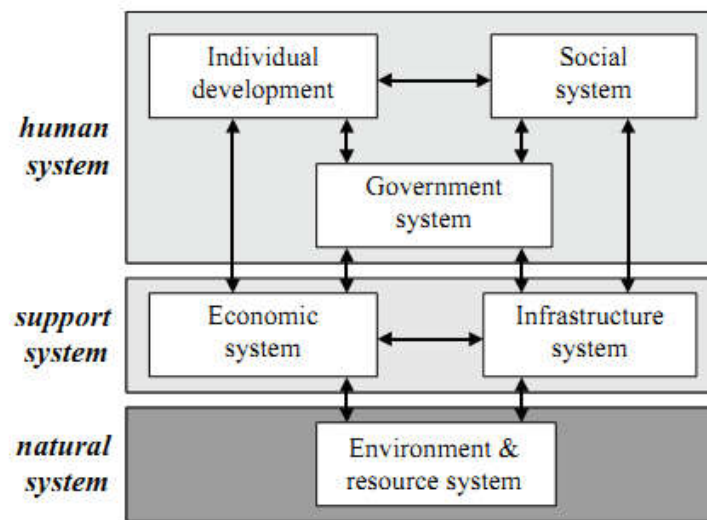 Individual
development
Social
system
human
system
Government
system
support
system
Economic
system
Infrastructure
system
natural
system
Environment &
resource system